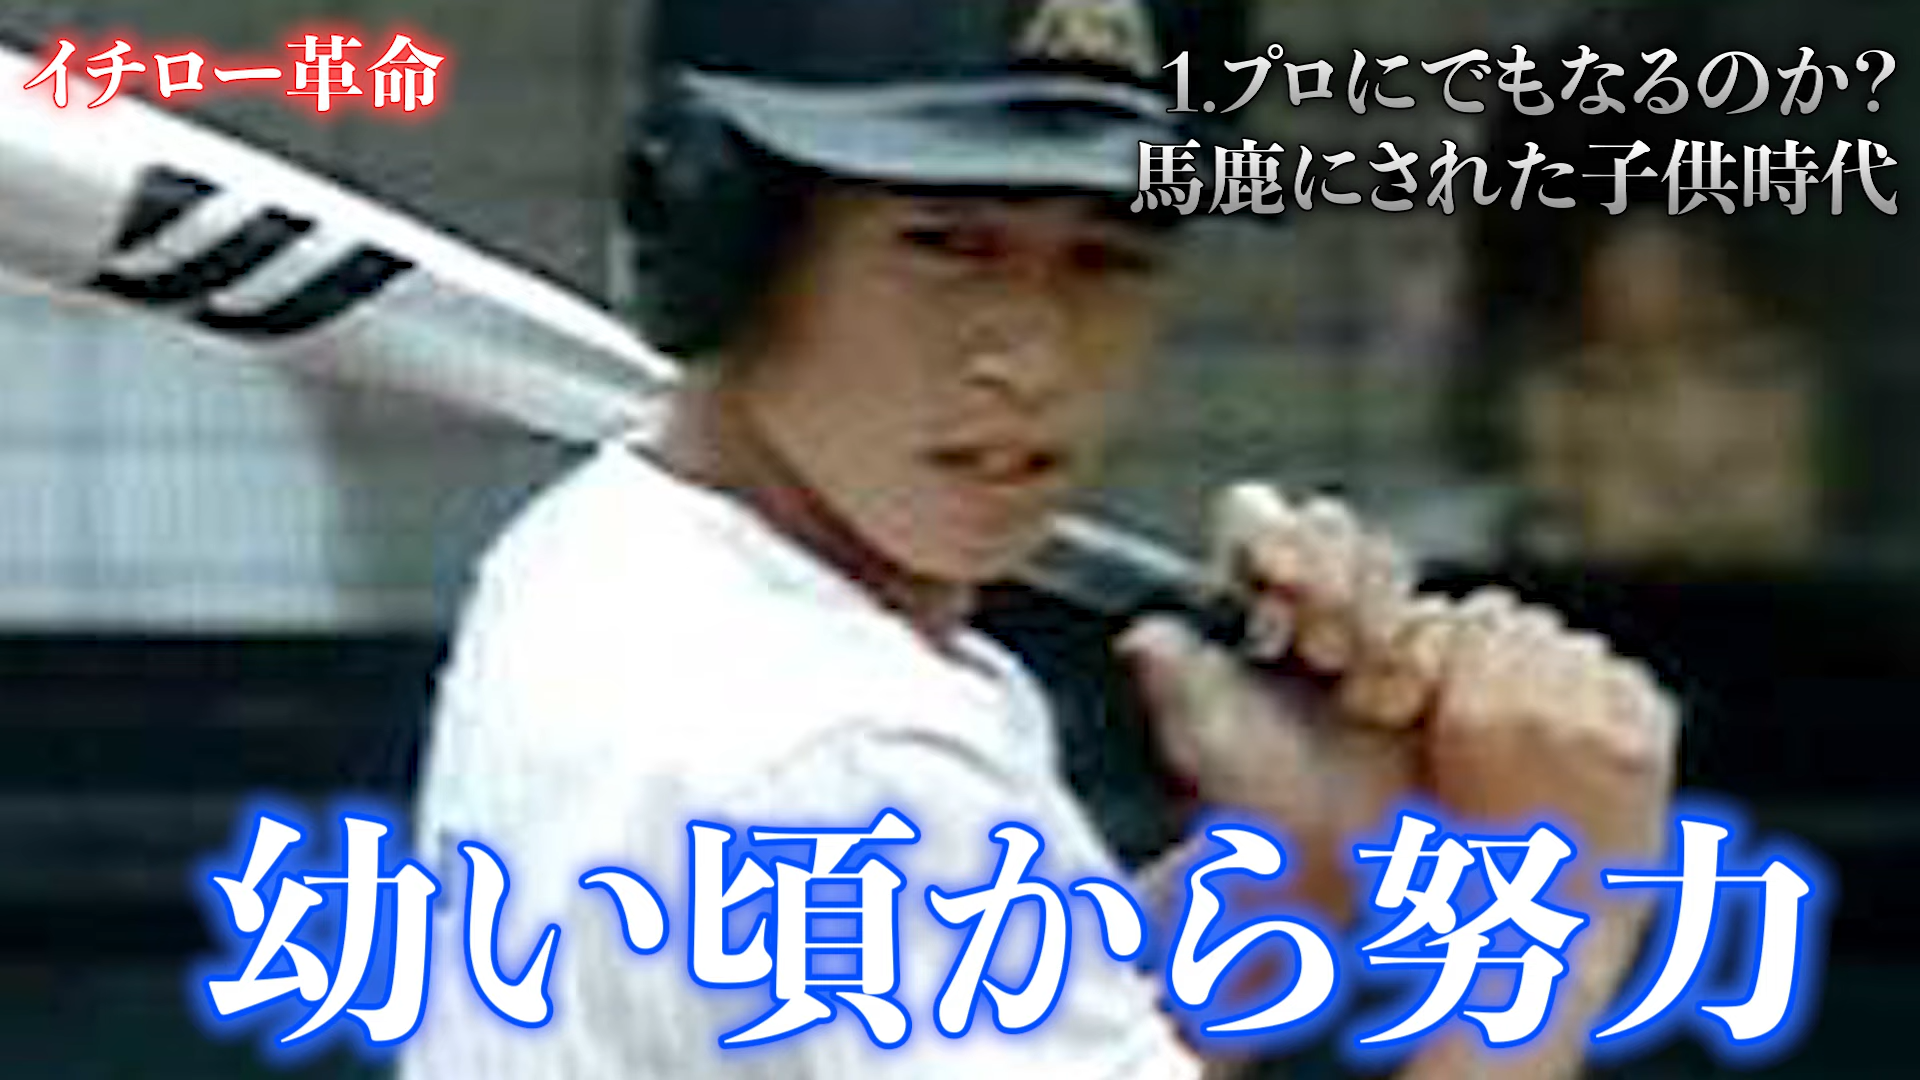 イチロー革命
1.プロにでもなるのか?
馬鹿にされた子供時代
幼い頃から努力